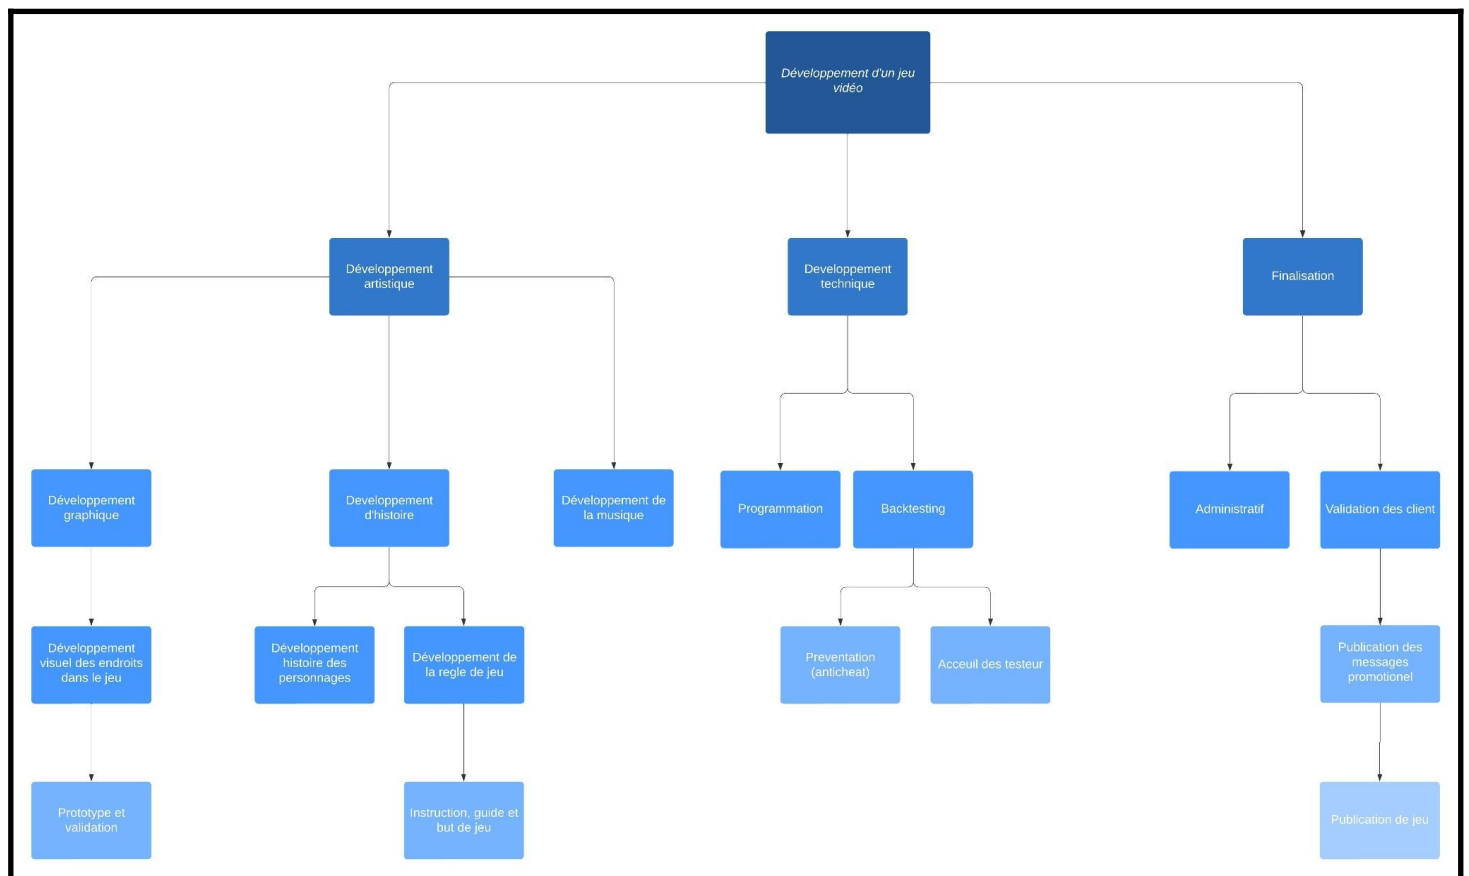 Développement d'un jeu
vidéo
Développement
artistique
Developpement
technique
Finalisation
Développement
graphique
Developpement
d'histoire
Développement de
la musique
Programmation
Backtesting
Administratif
Validation des client
Développement
visuel des endroits
dans le jeu
Développement
histoire des
personnages
Développement de
la regle de jeu
Preventation
(anticheat)
Acceuil des testeur
Publication des
messages
promotionel
Prototype et
validation
Instruction, guide et
but de jeu
Publication de jeu